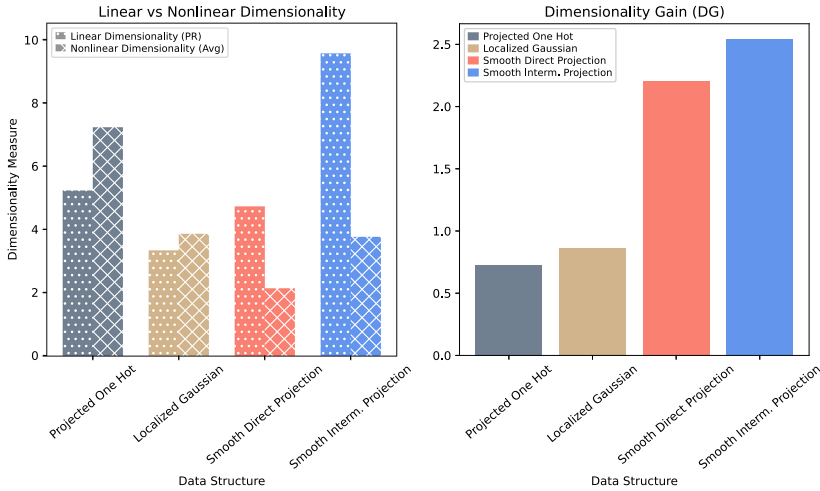 Linear vs Nonlinear Dimensionality
Linear Dimensionality (PR)
Nonlinear Dimensionality (Avg)
Dimensionality Measure
10
8
6
4
2
0
Projected One Hot
Localized Gaussian
Smooth Direct Projection
Smooth Interm. Projection
Data Structure
Dimensionality Gain (DG)
Projected One Hot
Localized Gaussian
Smooth Direct Projection
Smooth Interm. Projection
2.5
2.0
1.5
1.0
0.5
0.0
Projected One Hot
Localized Gaussian
Smooth Direct Projection
Smooth Interm. Projection
Data Structure